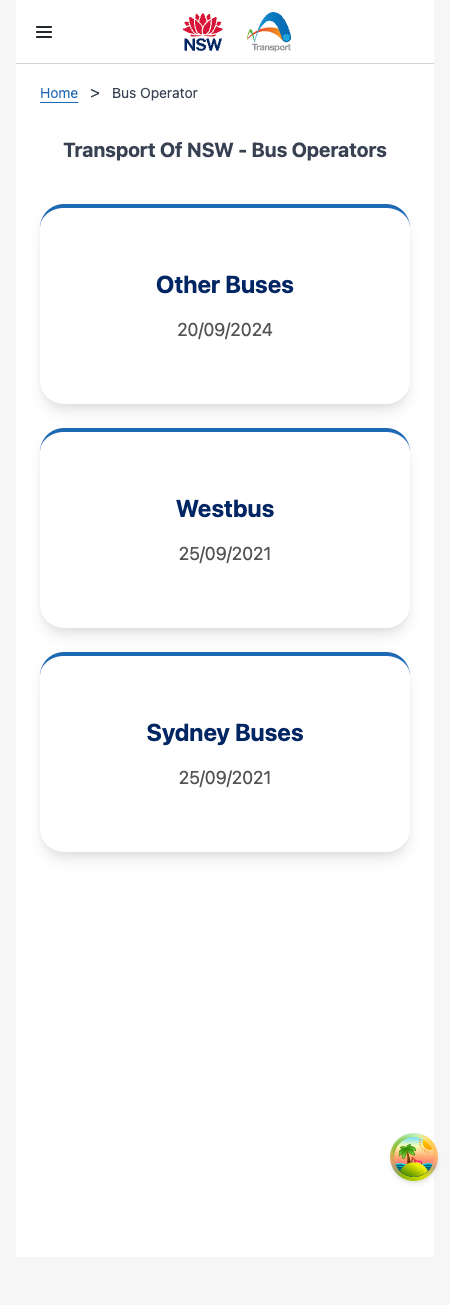 NSW
Transport
Home > Bus Operator
Transport Of NSW - Bus Operators
Other Buses
20/09/2024
Westbus
25/09/2021
Sydney Buses
25/09/2021